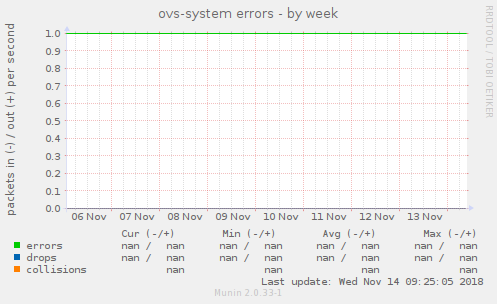 ovs-system errors - by week
RRDTOOL / TOBI OETIKER
packets in (-) / out (+) per second
1.0
0.9
0.8
0.7
0.6
0.5
0.4
0.3
0.2
0.1
0.0
06 Nov 07 Nov 08 Nov 09 Nov 10 Nov 11 Nov 12 Nov 13 Nov
Cur (-/+) Min (-/+) Avg (-/+) Max (-/+)
errors nan / nan nan / nan nan / nan nan / nan
drops nan / nan nan / nan nan / nan nan / nan
collisions nan nan nan nan
Last update: Wed Nov 14 09:25:05 2018
Munin 2.0.33-1